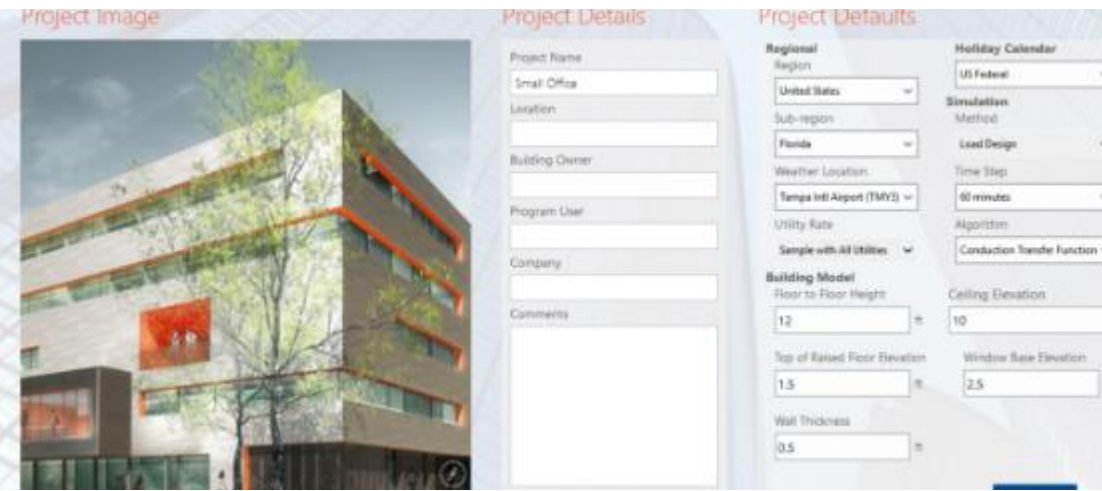 Project Image
Project Details
Project Name
Small Office
Location
Building Owner
Program User
Company
Comments
Project Defaults
Regional
Region
United States
Sub-region
Florida
Weather Location
Tampa Intl Airport (TMY3)
Utility Rate
Sample with All Utilities
Building Model
Floor to Floor Height
12 ft
Top of Raised Floor Elevation
1.5 ft
Wall Thickness
0.5 ft
Holiday Calendar
US Federal
Simulation
Method
Load Design
Time Step
60 minutes
Algorithm
Conduction Transfer Function
Ceiling Elevation
10
Window Base Elevation
2.5